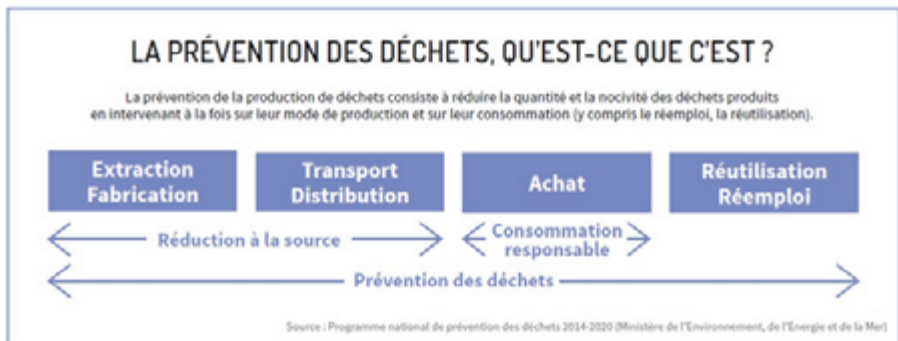 LA PRÉVENTION DES DÉCHETS, QU'EST-CE QUE C'EST ?
La prévention de la production de déchets consiste à réduire la quantité et la nocivité des déchets produits
en intervenant à la fois sur leur mode de production et sur leur consommation (y compris le réemploi, la réutilisation).
Extraction
Fabrication
Transport
Distribution
Achat
Réutilisation
Réemploi
Réduction à la source
Consommation
responsable
Prévention des déchets
Source : Programme national de prévention des déchets 2014-2020 (Ministère de l'Environnement, de l'Energie et de la Mer)